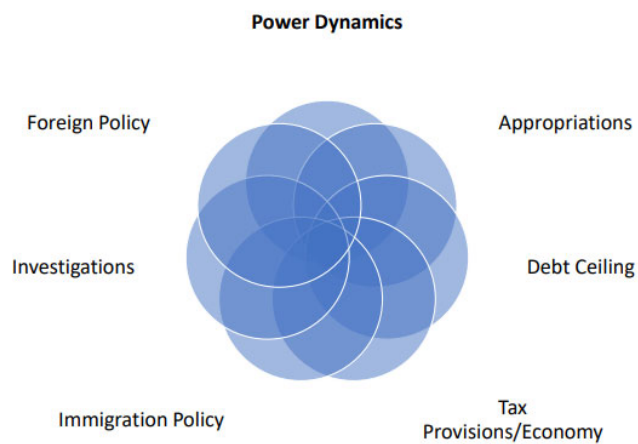 Power Dynamics
Foreign Policy
Appropriations
Investigations
Debt Ceiling
Immigration Policy
Tax
Provisions/Economy